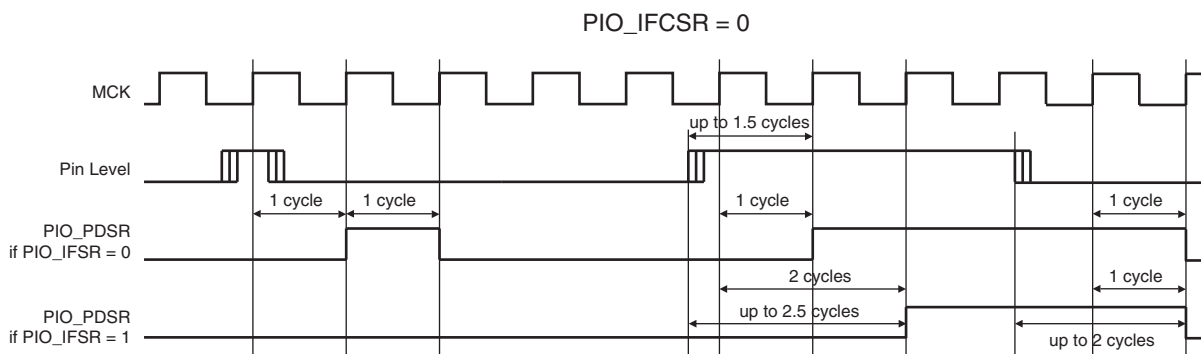 PIO_IFCSR = 0
MCK
up to 1.5 cycles
Pin Level
1 cycle
1 cycle
1 cycle
1 cycle
PIO_PDSR
if PIO_IFSR = 0
2 cycles
1 cycle
PIO_PDSR
if PIO_IFSR = 1
up to 2.5 cycles
up to 2 cycles